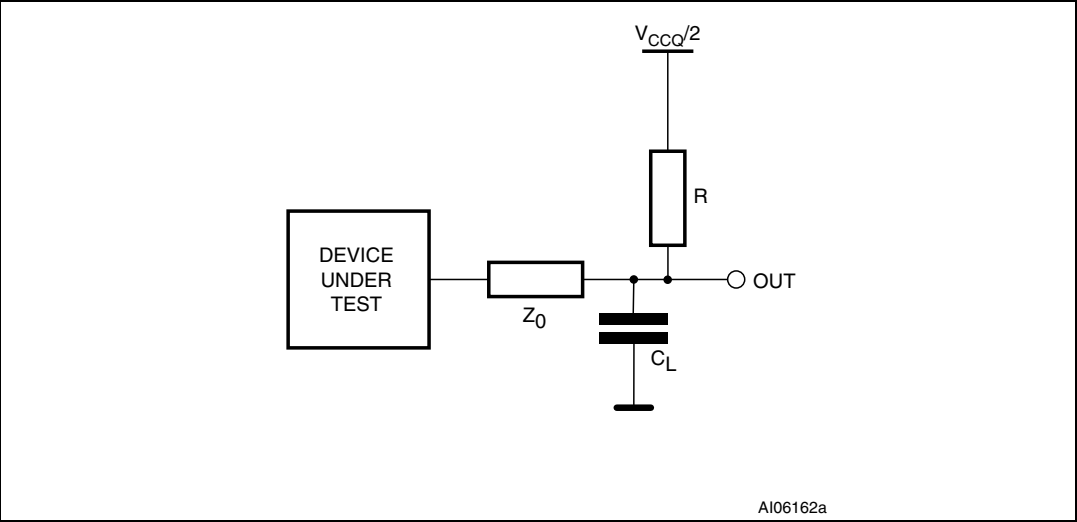 VCCQ/2
R
DEVICE
UNDER
TEST
OUT
Z0
CL
AI06162a